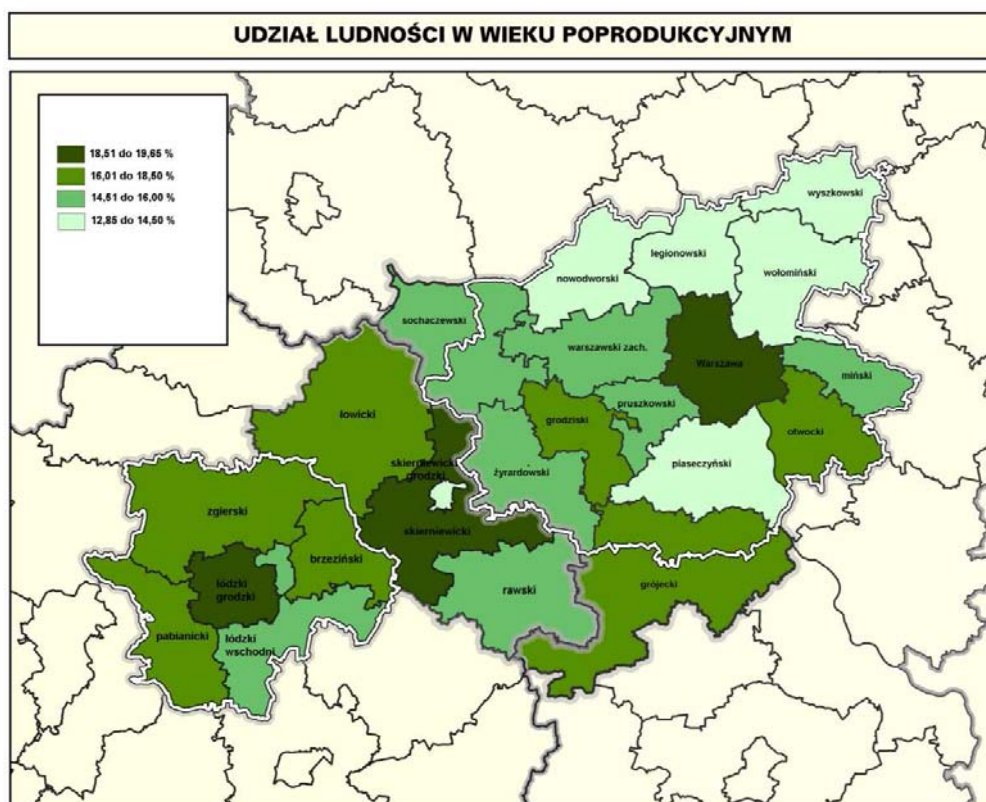 UDZIAŁ LUDNOŚCI W WIEKU POPRODUKCYJNYM
18,51 do 19,65 %
16,01 do 18,50 %
14,51 do 16,00 %
12,85 do 14,50 %
wyszkowski
legionowski
nowodworski
wołomiński
sochaczewski
warszawski zach.
Warszawa
miński
pruszkowski
łowicki
grodziski
otwocki
skierniewicki
grodzki
piaseczyński
żyrardowski
zgierski
skierniewicki
brzeziński
łódzki
grodzki
rawski
grójecki
pabianicki
łódzki
wschodni